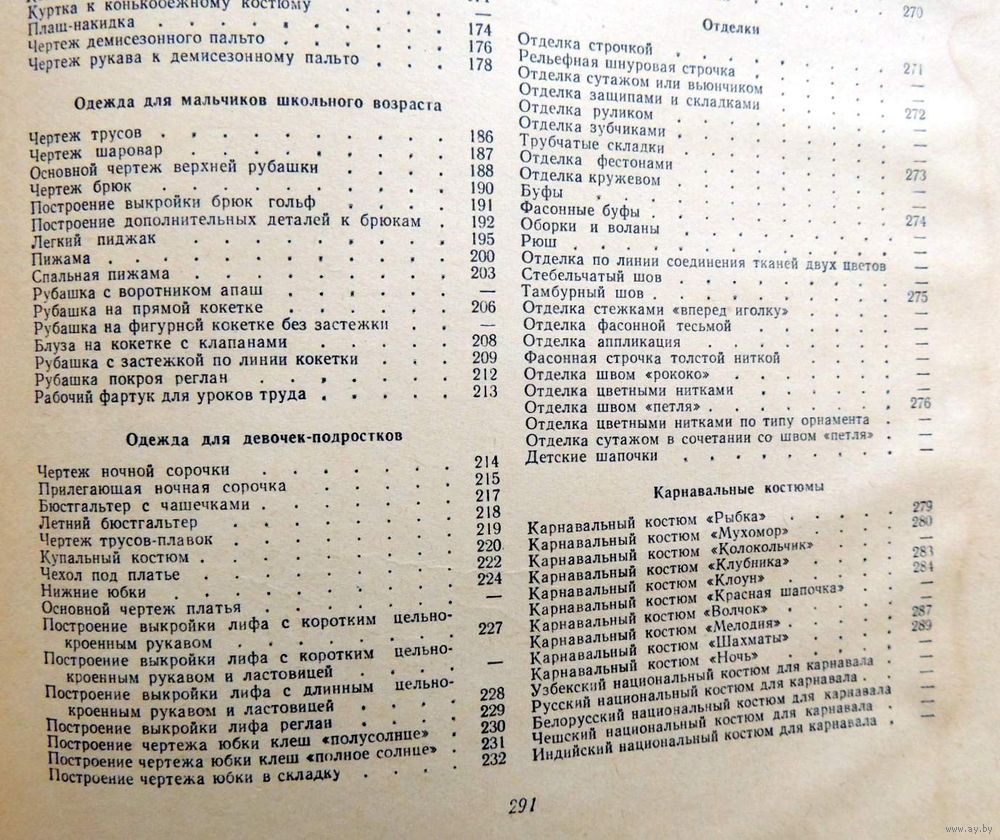 Куртка к конькобежному костюму . . . —
Плащ-накидка . . . 174
Чертеж демисезонного пальто . . . 176
Чертеж рукава к демисезонному пальто . . . 178
Одежда для мальчиков школьного возраста
Чертеж трусов . . . 186
Чертеж шаровар . . . 187
Основной чертеж верхней рубашки . . . 188
Чертеж брюк . . . 190
Построение выкройки брюк гольф . . . 191
Построение дополнительных деталей к брюкам . 192
Легкий пиджак . . . 195
Пижама . . . 200
Спальная пижама . . . 203
Рубашка с воротником апаш . . . —
Рубашка на прямой кокетке . . . 206
Рубашка на фигурной кокетке без застежки . . —
Блуза на кокетке с клапанами . . . 208
Рубашка с застежкой по линии кокетки . . . 209
Рубашка покроя реглан . . . 212
Рабочий фартук для уроков труда . . . 213
Одежда для девочек-подростков
Чертеж ночной сорочки . . . 214
Прилегающая ночная сорочка . . . 215
Бюстгальтер с чашечками . . . 217
Летний бюстгальтер . . . 218
Чертеж трусов-плавок . . . 219
Купальный костюм . . . 220
Чехол под платье . . . 222
Нижние юбки . . . 224
Основной чертеж платья . . . —
Построение выкройки лифа с коротким цельно-
кроенным рукавом . . . 227
Построение выкройки лифа с коротким цельно-
кроенным рукавом и ластовицей . . . —
Построение выкройки лифа с длинным цельно-
кроенным рукавом и ластовицей . . . 228
Построение выкройки лифа реглан . . . 229
Построение чертежа юбки клеш «полусолнце» . 230
Построение чертежа юбки клеш «полное солнце» . 231
Построение чертежа юбки в складку . . . 232
270
Отделки
Отделка строчкой . . .
Рельефная шнуровая строчка . . . 271
Отделка сутажом или вьюнчиком . . . —
Отделка защипами и складками . . . —
Отделка руликом . . . 272
Отделка зубчиками . . . —
Трубчатые складки . . . —
Отделка фестонами . . . —
Отделка кружевом . . . 273
Буфы . . . —
Фасонные буфы . . . —
Оборки и воланы . . . 274
Рюш . . . —
Отделка по линии соединения тканей двух цветов —
Стебельчатый шов . . . —
Тамбурный шов . . . 275
Отделка стежками «вперед иголку» . . . —
Отделка фасонной тесьмой . . . —
Отделка аппликация . . . —
Фасонная строчка толстой ниткой . . . —
Отделка швом «рококо» . . . —
Отделка цветными нитками . . . —
Отделка швом «петля» . . . 276
Отделка цветными нитками по типу орнамента . —
Отделка сутажом в сочетании со швом «петля» . —
Детские шапочки . . . —
Карнавальные костюмы
Карнавальный костюм «Рыбка» . . . 279
Карнавальный костюм «Мухомор» . . . 280
Карнавальный костюм «Колокольчик» . . . —
Карнавальный костюм «Клубника» . . . 283
Карнавальный костюм «Клоун» . . . 284
Карнавальный костюм «Красная шапочка» . . —
Карнавальный костюм «Волчок» . . . 287
Карнавальный костюм «Мелодия» . . . 289
Карнавальный костюм «Шахматы» . . . —
Карнавальный костюм «Ночь» . . . —
Узбекский национальный костюм для карнавала . —
Русский национальный костюм для карнавала . . —
Белорусский национальный костюм для карнавала —
Чешский национальный костюм для карнавала . —
Индийский национальный костюм для карнавала . —
291
www.ay.by